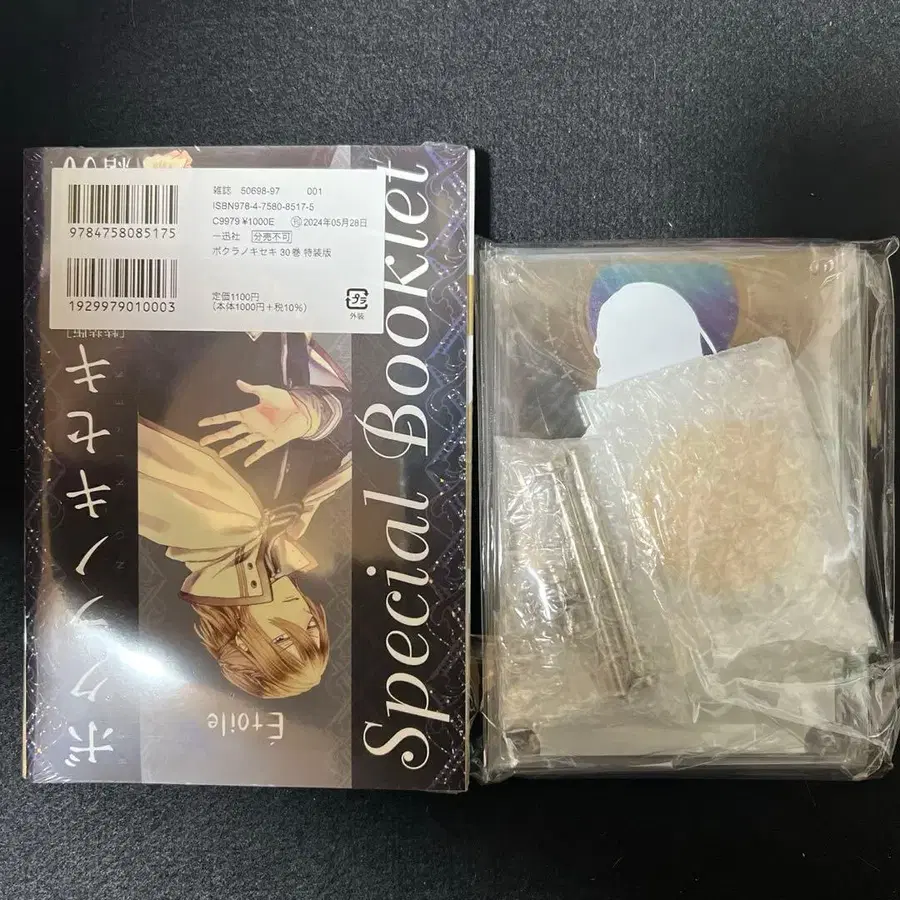 雑誌 50698-97 001
ISBN978-4-7580-8517-5
C9979 ¥1000E Ⓡ 2024年05月28日
一迅社 分売不可
ボクラノキセキ 30巻 特装版
9784758085175
1929979010003
定価1100円
(本体1000円+税10%)
外装
ボクラノキセキ
[特装版]
Special Booklet
Étoile